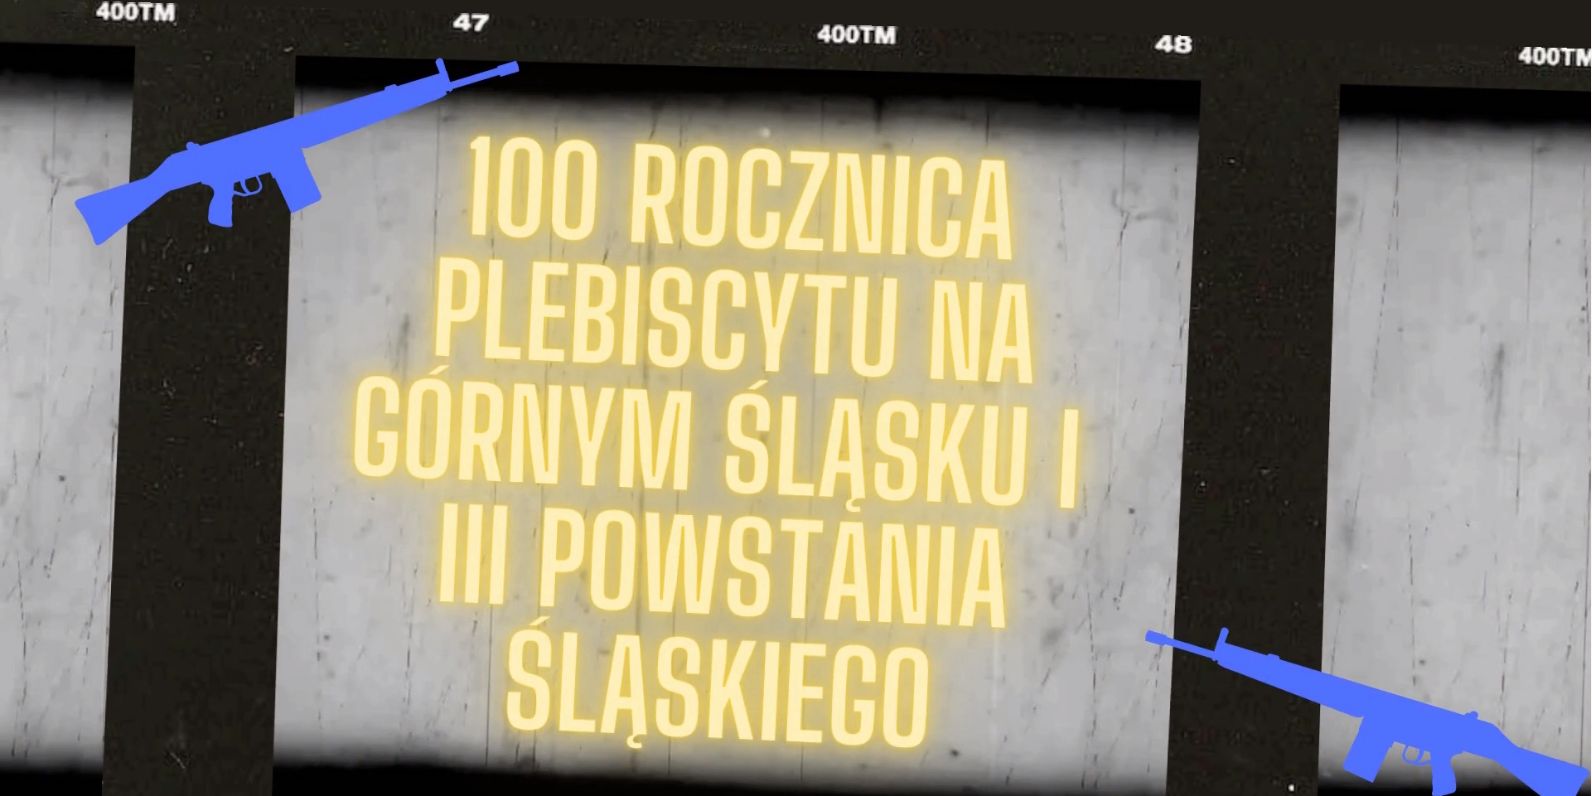 400TM 47 400TM 48 400TM
100 ROCZNICA
PLEBISCYTU NA
GÓRNYM ŚLĄSKU I
III POWSTANIA
ŚLĄSKIEGO